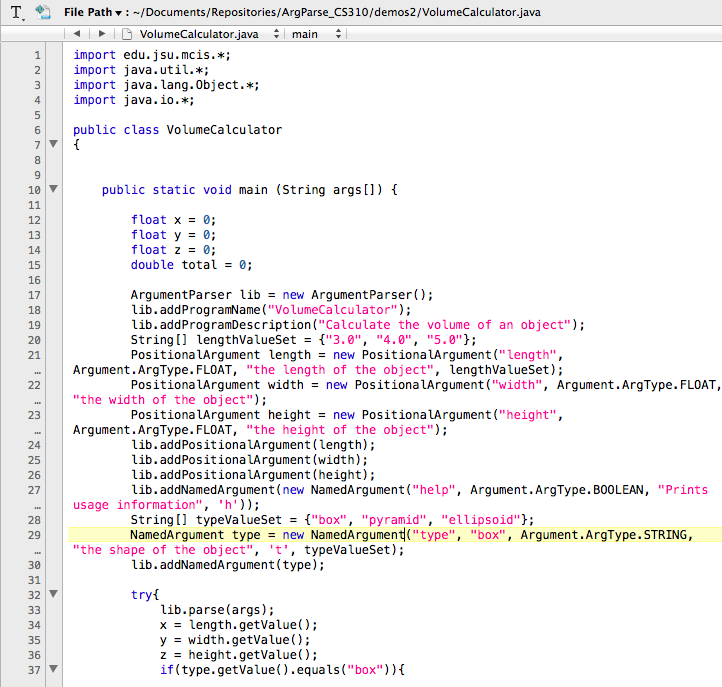 File Path ▾ : ~/Documents/Repositories/ArgParse_CS310/demos2/VolumeCalculator.java
VolumeCalculator.java main
1 import edu.jsu.mcis.*;
2 import java.util.*;
3 import java.lang.Object.*;
4 import java.io.*;
5
6 public class VolumeCalculator
7 {
8
9
10 public static void main (String args[]) {
11
12 float x = 0;
13 float y = 0;
14 float z = 0;
15 double total = 0;
16
17 ArgumentParser lib = new ArgumentParser();
18 lib.addProgramName("VolumeCalculator");
19 lib.addProgramDescription("Calculate the volume of an object");
20 String[] lengthValueSet = {"3.0", "4.0", "5.0"};
21 PositionalArgument length = new PositionalArgument("length",
… Argument.ArgType.FLOAT, "the length of the object", lengthValueSet);
22 PositionalArgument width = new PositionalArgument("width", Argument.ArgType.FLOAT,
… "the width of the object");
23 PositionalArgument height = new PositionalArgument("height",
… Argument.ArgType.FLOAT, "the height of the object");
24 lib.addPositionalArgument(length);
25 lib.addPositionalArgument(width);
26 lib.addPositionalArgument(height);
27 lib.addNamedArgument(new NamedArgument("help", Argument.ArgType.BOOLEAN, "Prints
… usage information", 'h'));
28 String[] typeValueSet = {"box", "pyramid", "ellipsoid"};
29 NamedArgument type = new NamedArgument("type", "box", Argument.ArgType.STRING,
… "the shape of the object", 't', typeValueSet);
30 lib.addNamedArgument(type);
31
32 try{
33 lib.parse(args);
34 x = length.getValue();
35 y = width.getValue();
36 z = height.getValue();
37 if(type.getValue().equals("box")){